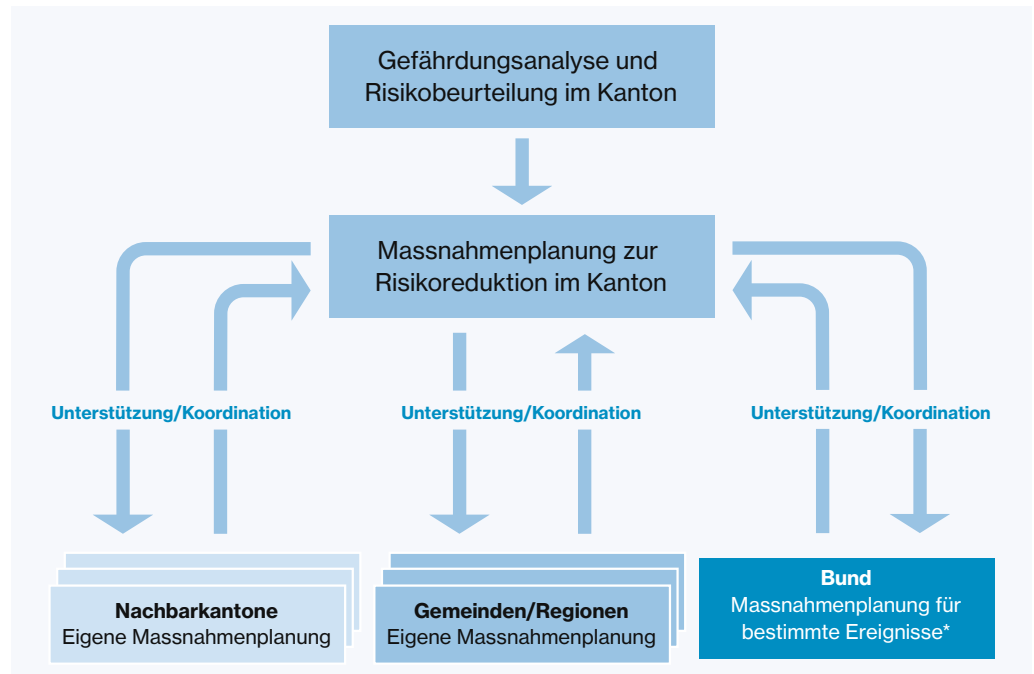 Gefährdungsanalyse und
Risikobeurteilung im Kanton
Massnahmenplanung zur
Risikoreduktion im Kanton
Unterstützung/Koordination
Unterstützung/Koordination
Unterstützung/Koordination
Nachbarkantone
Eigene Massnahmenplanung
Gemeinden/Regionen
Eigene Massnahmenplanung
Bund
Massnahmenplanung für
bestimmte Ereignisse*